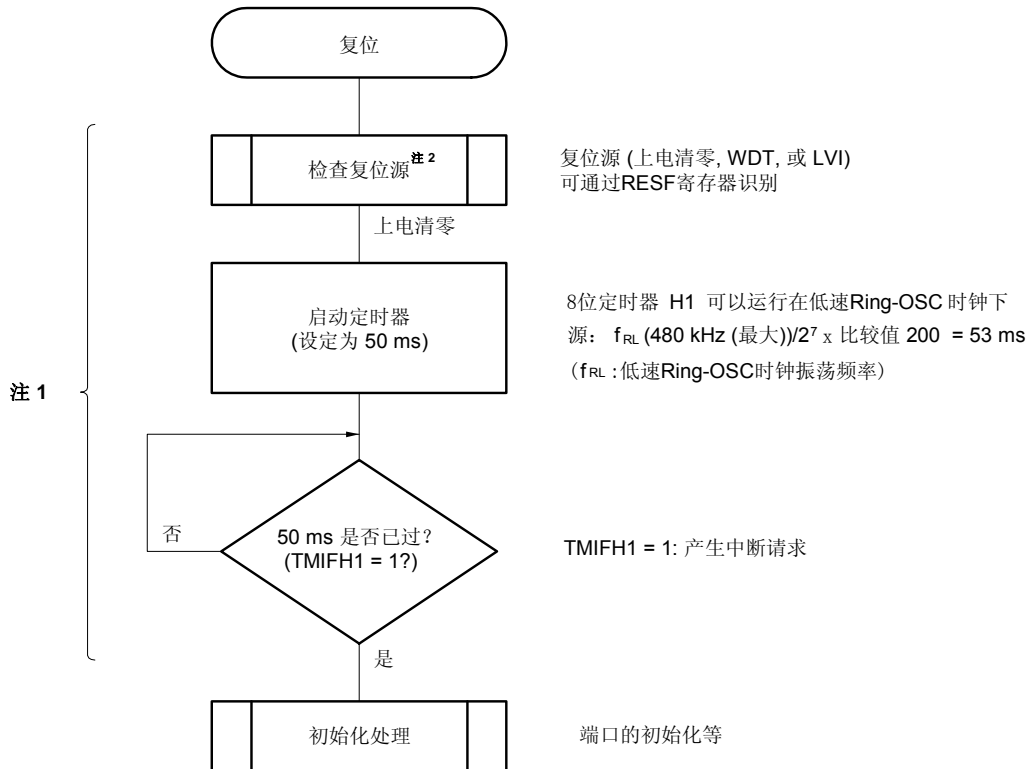 复位
检查复位源注 2
复位源 (上电清零, WDT, 或 LVI)
可通过RESF寄存器识别
上电清零
启动定时器
(设定为 50 ms)
8位定时器 H1 可以运行在低速Ring-OSC 时钟下
源： fRL (480 kHz (最大))/2⁷ x 比较值 200 = 53 ms
（fRL :低速Ring-OSC时钟振荡频率）
注 1
否
50 ms 是否已过？
(TMIFH1 = 1?)
TMIFH1 = 1: 产生中断请求
是
初始化处理
端口的初始化等